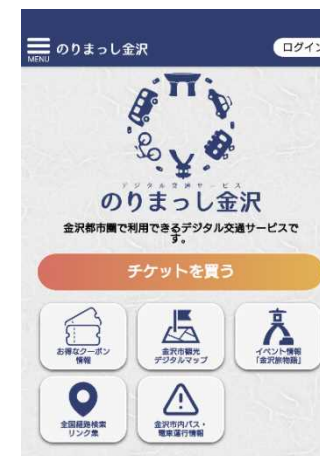 MENU
のりまっし金沢
ログイン
デジタル交通サービス
のりまっし金沢
金沢都市圏で利用できるデジタル交通サービスで
す。
チケットを買う
お得なクーポン
情報
金沢市観光
デジタルマップ
イベント情報
「金沢旅物語」
全国経路検索
リンク集
金沢市内バス・
電車運行情報